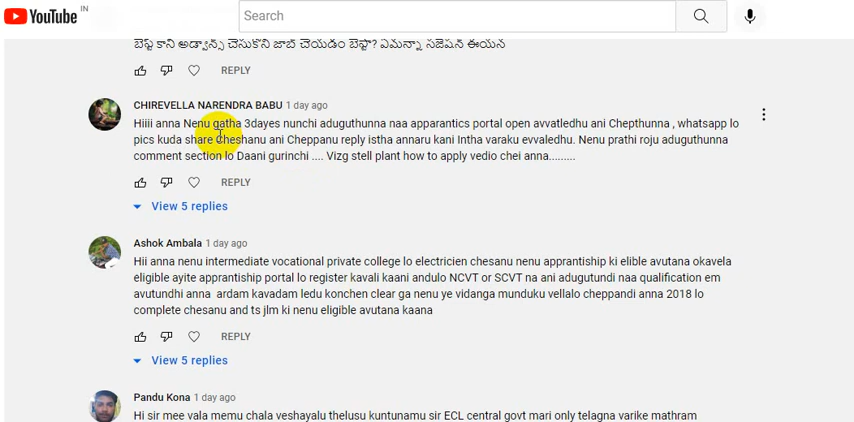 YouTube IN
Search
బెస్ట్ కాని అడ్వాన్స్ చేసుకొని జాబ్ చెయడం బెస్ట్? ఏమన్నా సజెషన్ ఈయన
REPLY
CHIREVELLA NARENDRA BABU 1 day ago
Hiiii anna Nenu gatha 3dayes nunchi aduguthunna naa apparantics portal open avvatledhu ani Chepthunna , whatsapp lo
pics kuda share Cheshanu ani Cheppanu reply istha annaru kani Intha varaku evvaledhu. Nenu prathi roju aduguthunna
comment section lo Daani gurinchi .... Vizg stell plant how to apply vedio chei anna.........
REPLY
View 5 replies
Ashok Ambala 1 day ago
Hii anna nenu intermediate vocational private college lo electricien chesanu nenu apprantiship ki elible avutana okavela
eligible ayite apprantiship portal lo register kavali kaani andulo NCVT or SCVT na ani adugutundi naa qualification em
avutundhi anna ardam kavadam ledu konchen clear ga nenu ye vidanga munduku vellalo cheppandi anna 2018 lo
complete chesanu and ts jlm ki nenu eligible avutana kaana
REPLY
View 5 replies
Pandu Kona 1 day ago
Hi sir mee vala memu chala veshayalu thelusu kuntunamu sir ECL central govt mari only telagna varike mathram